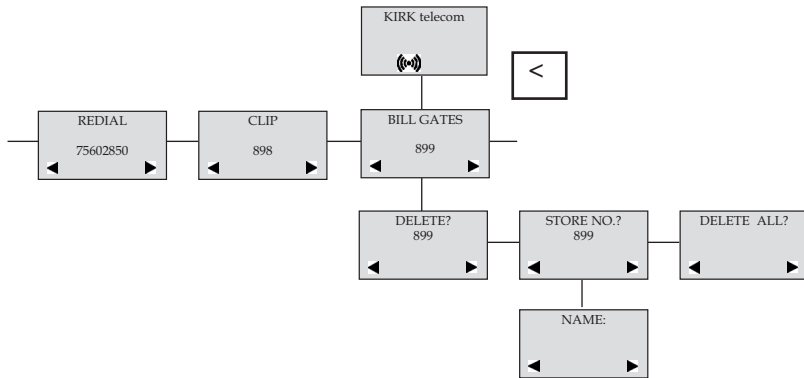 KIRK telecom
<
REDIAL
75602850
CLIP
898
BILL GATES
899
DELETE?
899
STORE NO.?
899
DELETE ALL?
NAME: